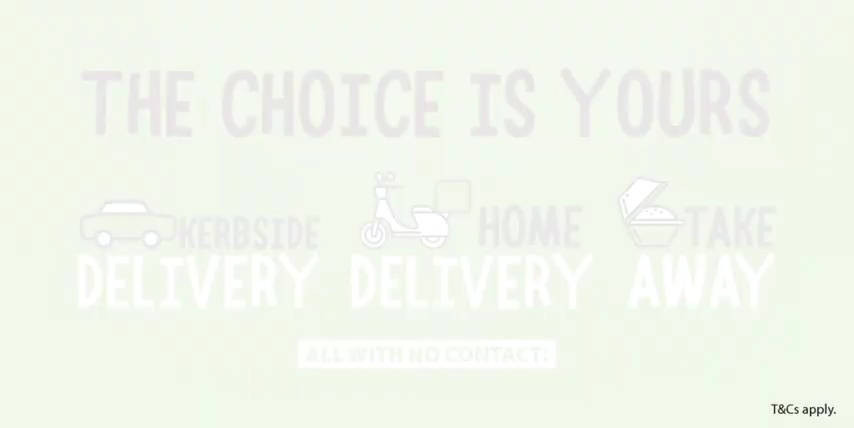 THE CHOICE IS YOURS
KERBSIDE
DELIVERY
HOME
DELIVERY
TAKE
AWAY
ALL WITH NO CONTACT!
T&Cs apply.